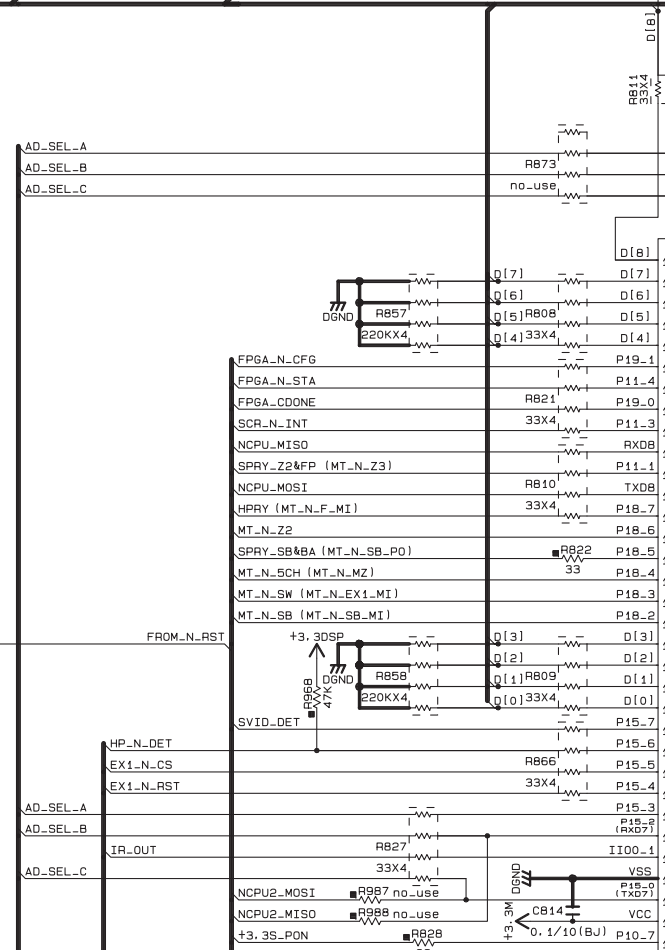 D[8]
R811
33X4
AD_SEL_A
AD_SEL_B
R873
AD_SEL_C
no_use
D[8]
D[7] D[7]
D[6] D[6]
DGND R857 D[5] R808 D[5]
220KX4 D[4] 33X4 D[4]
FPGA_N_CFG P19_1
FPGA_N_STA P11_4
FPGA_CDONE R821 P19_0
SCR_N_INT 33X4 P11_3
NCPU_MISO RXD8
SPRY_Z2&FP (MT_N_Z3) P11_1
NCPU_MOSI R810 TXD8
HPRY (MT_N_F_MI) 33X4 P18_7
MT_N_Z2 P18_6
SPRY_SB&BA (MT_N_SB_PO) R822 P18_5
MT_N_5CH (MT_N_MZ) 33 P18_4
MT_N_SW (MT_N_EX1_MI) P18_3
MT_N_SB (MT_N_SB_MI) P18_2
FROM_N_RST +3.3DSP D[3] D[3]
D[2] D[2]
R968 47K DGND R858 D[1] R809 D[1]
220KX4 D[0] 33X4 D[0]
SVID_DET P15_7
HP_N_DET P15_6
EX1_N_CS R866 P15_5
EX1_N_RST 33X4 P15_4
AD_SEL_A P15_3
AD_SEL_B P15_2
(RXD7)
IR_OUT R827 IIO0_1
33X4
AD_SEL_C DGND VSS
NCPU2_MOSI R987 no_use P15_0
(TXD7)
NCPU2_MISO R988 no_use +3.3M C814 VCC
0.1/10(BJ)
+3.3S_PON R828 P10_7
22